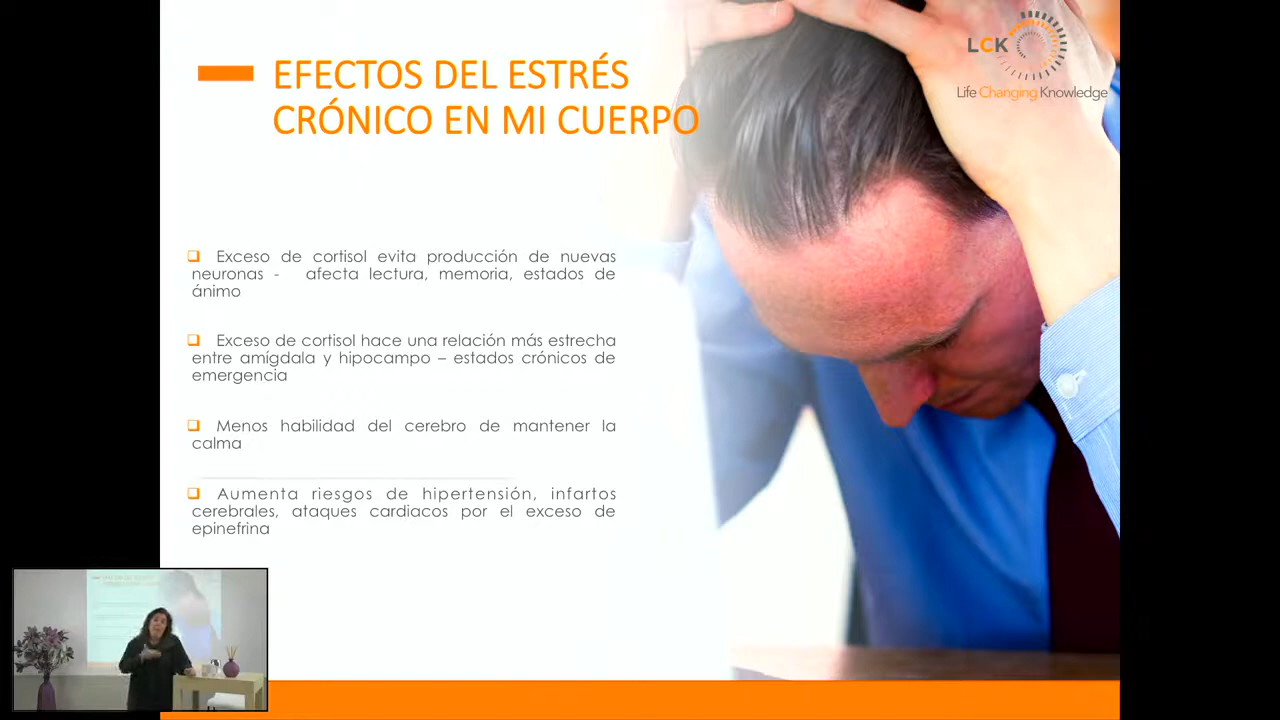 LCK
Life Changing Knowledge
EFECTOS DEL ESTRÉS
CRÓNICO EN MI CUERPO
Exceso de cortisol evita producción de nuevas
neuronas - afecta lectura, memoria, estados de
ánimo
Exceso de cortisol hace una relación más estrecha
entre amígdala y hipocampo – estados crónicos de
emergencia
Menos habilidad del cerebro de mantener la
calma
Aumenta riesgos de hipertensión, infartos
cerebrales, ataques cardiacos por el exceso de
epinefrina